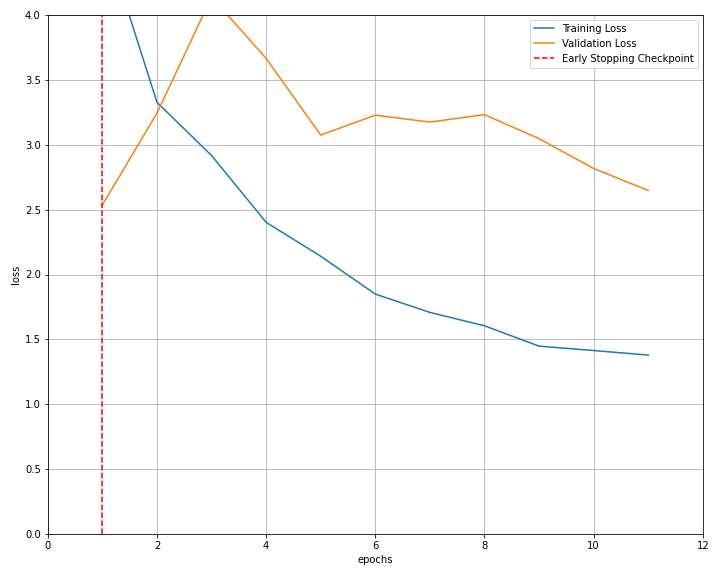 Training Loss
Validation Loss
Early Stopping Checkpoint
4.0
3.5
3.0
2.5
2.0
1.5
1.0
0.5
0.0
loss
0 2 4 6 8 10 12
epochs